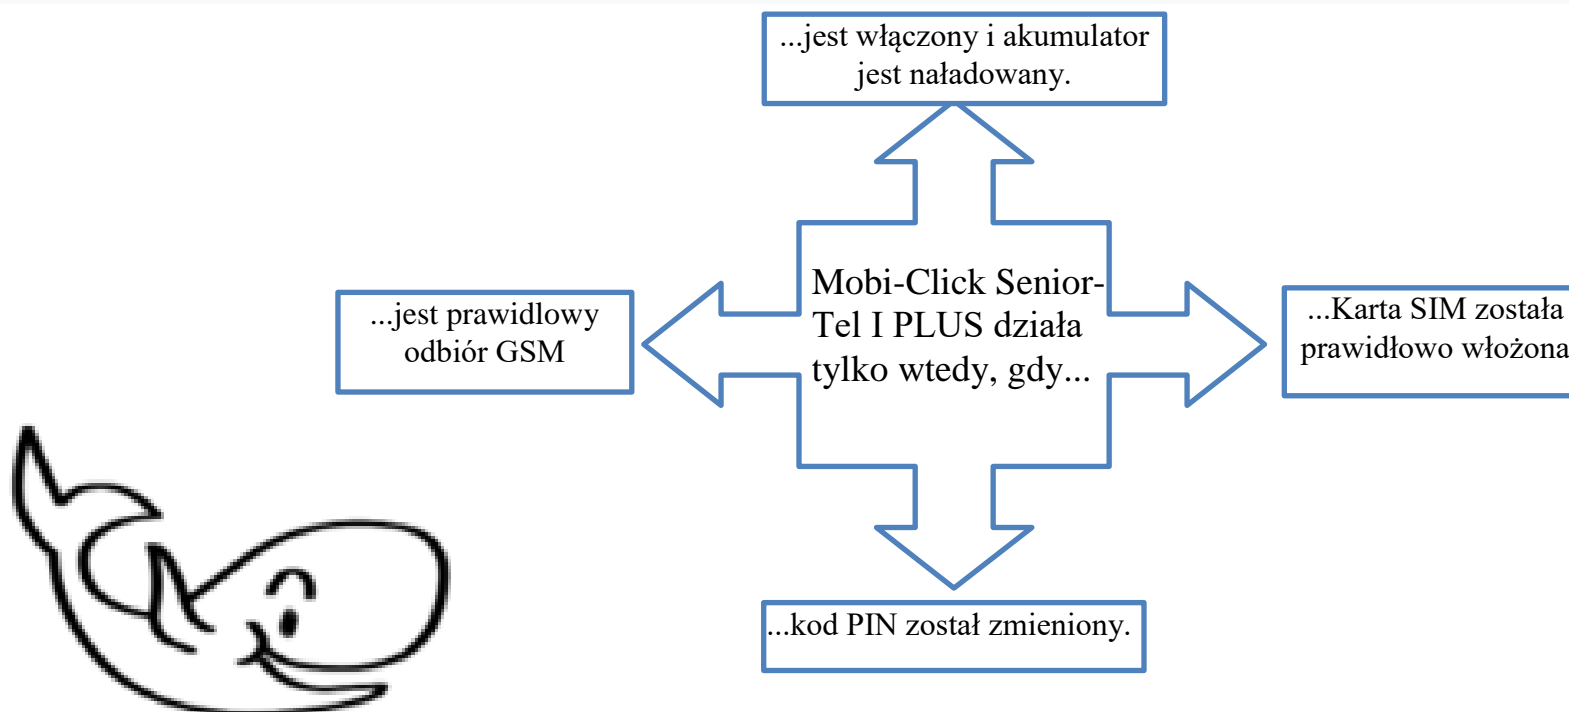 ...jest włączony i akumulator
jest naładowany.
...jest prawidlowy
odbiór GSM
Mobi-Click Senior-
Tel I PLUS działa
tylko wtedy, gdy...
...Karta SIM została
prawidłowo włożona
...kod PIN został zmieniony.